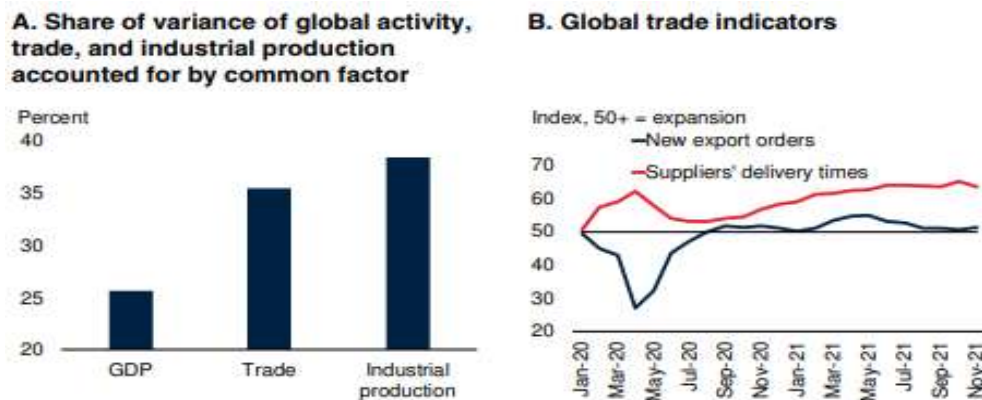 A. Share of variance of global activity,
trade, and industrial production
accounted for by common factor
Percent
40
35
30
25
20
GDP
Trade
Industrial
production
B. Global trade indicators
Index, 50+ = expansion
New export orders
Suppliers' delivery times
70
60
50
40
30
20
Jan-20
Mar-20
May-20
Jul-20
Sep-20
Nov-20
Jan-21
Mar-21
May-21
Jul-21
Sep-21
Nov-21